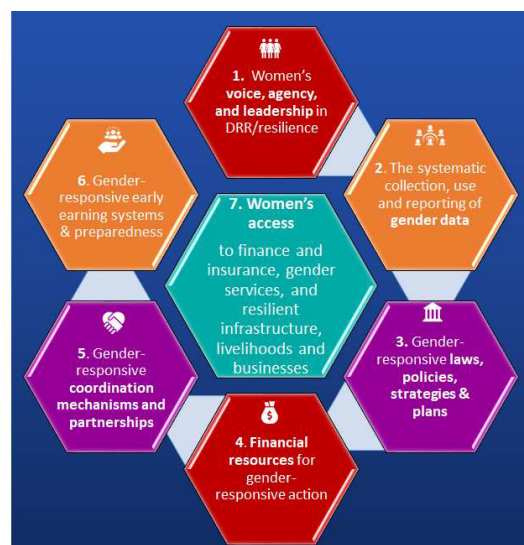 1. Women's
voice, agency,
and leadership in
DRR/resilience
2. The systematic
collection, use
and reporting of
gender data
3. Gender-
responsive laws,
policies,
strategies &
plans
4. Financial
resources for
gender-
responsive action
5. Gender-
responsive
coordination
mechanisms and
partnerships
6. Gender-
responsive early
earning systems
& preparedness
7. Women's
access
to finance and
insurance, gender
services, and
resilient
infrastructure,
livelihoods and
businesses